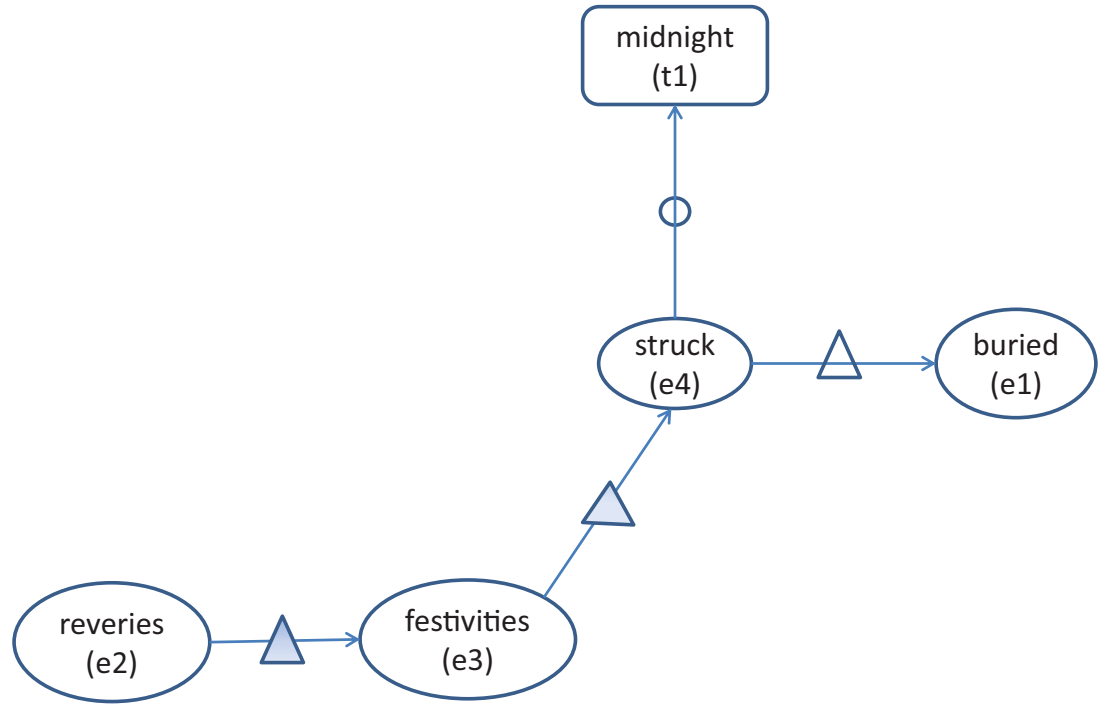 midnight
(t1)
struck
(e4)
buried
(e1)
reveries
(e2)
festivities
(e3)